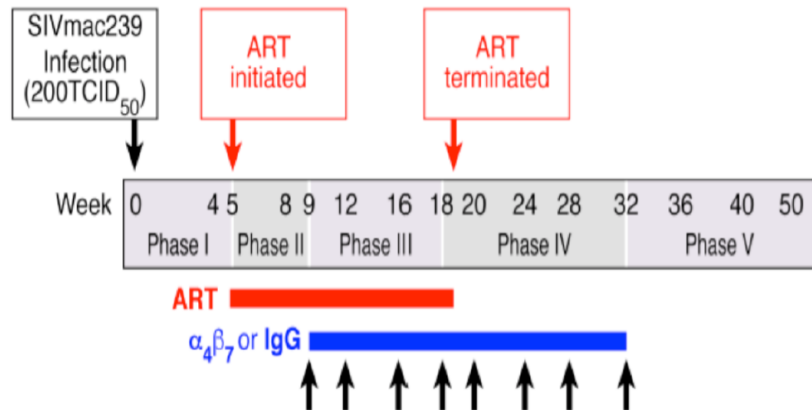 SIVmac239
Infection
(200TCID50)
ART
initiated
ART
terminated
Week 0 4 5 8 9 12 16 18 20 24 28 32 36 40 50
Phase I Phase II Phase III Phase IV Phase V
ART
α4β7 or IgG